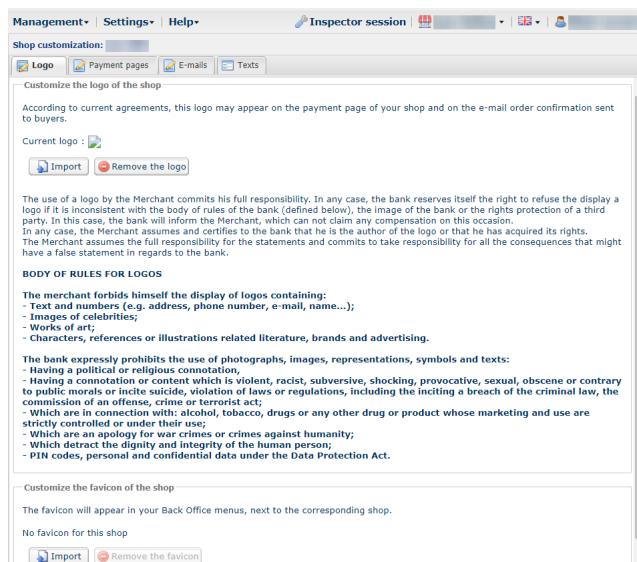 Management Settings Help Inspector session
Shop customization:
Logo Payment pages E-mails Texts
Customize the logo of the shop
According to current agreements, this logo may appear on the payment page of your shop and on the e-mail order confirmation sent
to buyers.
Current logo :
Import Remove the logo
The use of a logo by the Merchant commits his full responsibility. In any case, the bank reserves itself the right to refuse the display a
logo if it is inconsistent with the body of rules of the bank (defined below), the image of the bank or the rights protection of a third
party. In this case, the bank will inform the Merchant, which can not claim any compensation on this occasion.
In any case, the Merchant assumes and certifies to the bank that he is the author of the logo or that he has acquired its rights.
The Merchant assumes the full responsibility for the statements and commits to take responsibility for all the consequences that might
have a false statement in regards to the bank.
BODY OF RULES FOR LOGOS
The merchant forbids himself the display of logos containing:
- Text and numbers (e.g. address, phone number, e-mail, name...);
- Images of celebrities;
- Works of art;
- Characters, references or illustrations related literature, brands and advertising.
The bank expressly prohibits the use of photographs, images, representations, symbols and texts:
- Having a political or religious connotation,
- Having a connotation or content which is violent, racist, subversive, shocking, provocative, sexual, obscene or contrary
to public morals or incite suicide, violation of laws or regulations, including the inciting a breach of the criminal law, the
commission of an offense, crime or terrorist act;
- Which are in connection with: alcohol, tobacco, drugs or any other drug or product whose marketing and use are
strictly controlled or under their use;
- Which are an apology for war crimes or crimes against humanity;
- Which detract the dignity and integrity of the human person;
- PIN codes, personal and confidential data under the Data Protection Act.
Customize the favicon of the shop
The favicon will appear in your Back Office menus, next to the corresponding shop.
No favicon for this shop
Import Remove the favicon